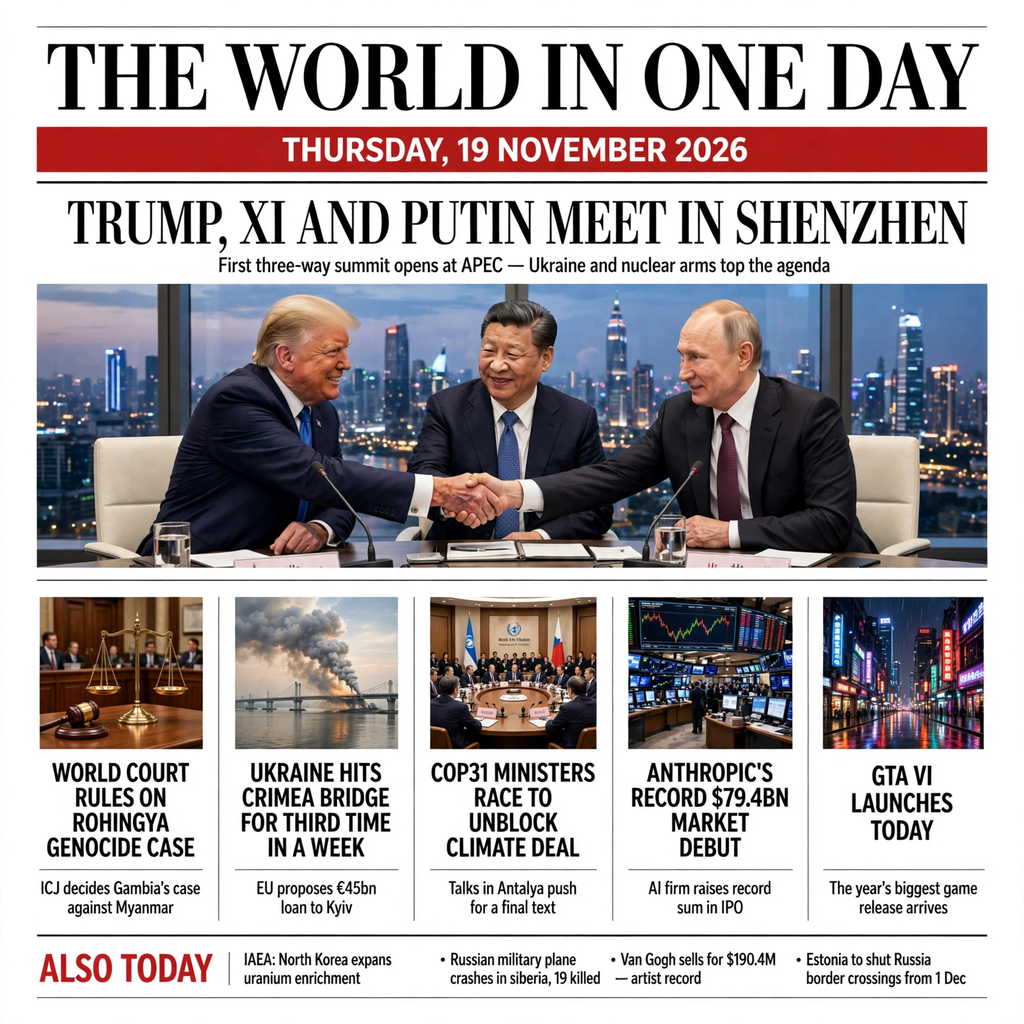 THE WORLD IN ONE DAY
THURSDAY, 19 NOVEMBER 2026
TRUMP, XI AND PUTIN MEET IN SHENZHEN
First three-way summit opens at APEC — Ukraine and nuclear arms top the agenda
WORLD COURT
RULES ON
ROHINGYA
GENOCIDE CASE
ICJ decides Gambia's case
against Myanmar
UKRAINE HITS
CRIMEA BRIDGE
FOR THIRD TIME
IN A WEEK
EU proposes €45bn
loan to Kyiv
COP31 MINISTERS
RACE TO
UNBLOCK
CLIMATE DEAL
Talks in Antalya push
for a final text
ANTHROPIC'S
RECORD $79.4BN
MARKET
DEBUT
AI firm raises record
sum in IPO
GTA VI
LAUNCHES
TODAY
The year's biggest game
release arrives
ALSO TODAY
IAEA: North Korea expans
uranium enrichment
• Russian military plane
crashes in siberia, 19 killed
• Van Gogh sells for $190.4M
— artist record
• Estonia to shut Russia
border crossings from 1 Dec